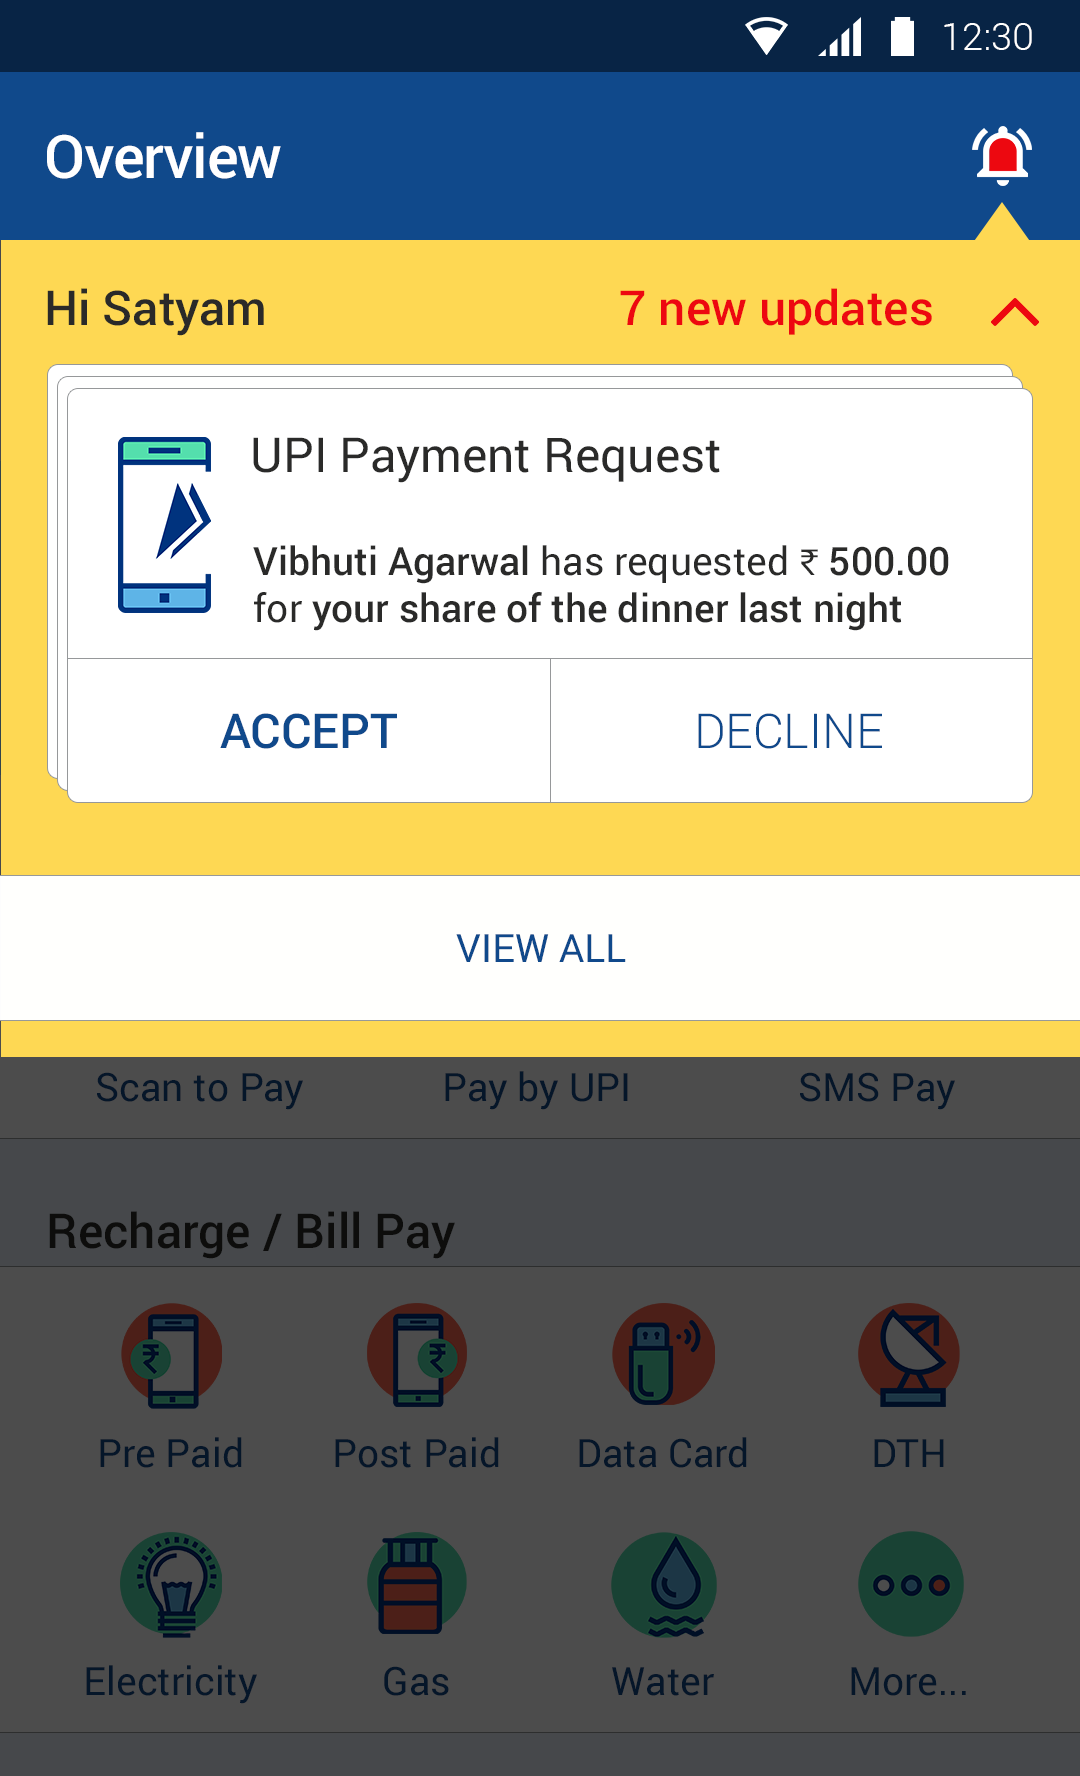 12:30
Overview
Hi Satyam
7 new updates
UPI Payment Request
Vibhuti Agarwal has requested ₹ 500.00
for your share of the dinner last night
ACCEPT
DECLINE
VIEW ALL
Scan to Pay
Pay by UPI
SMS Pay
Recharge / Bill Pay
₹
₹
Pre Paid
Post Paid
Data Card
DTH
Electricity
Gas
Water
More...